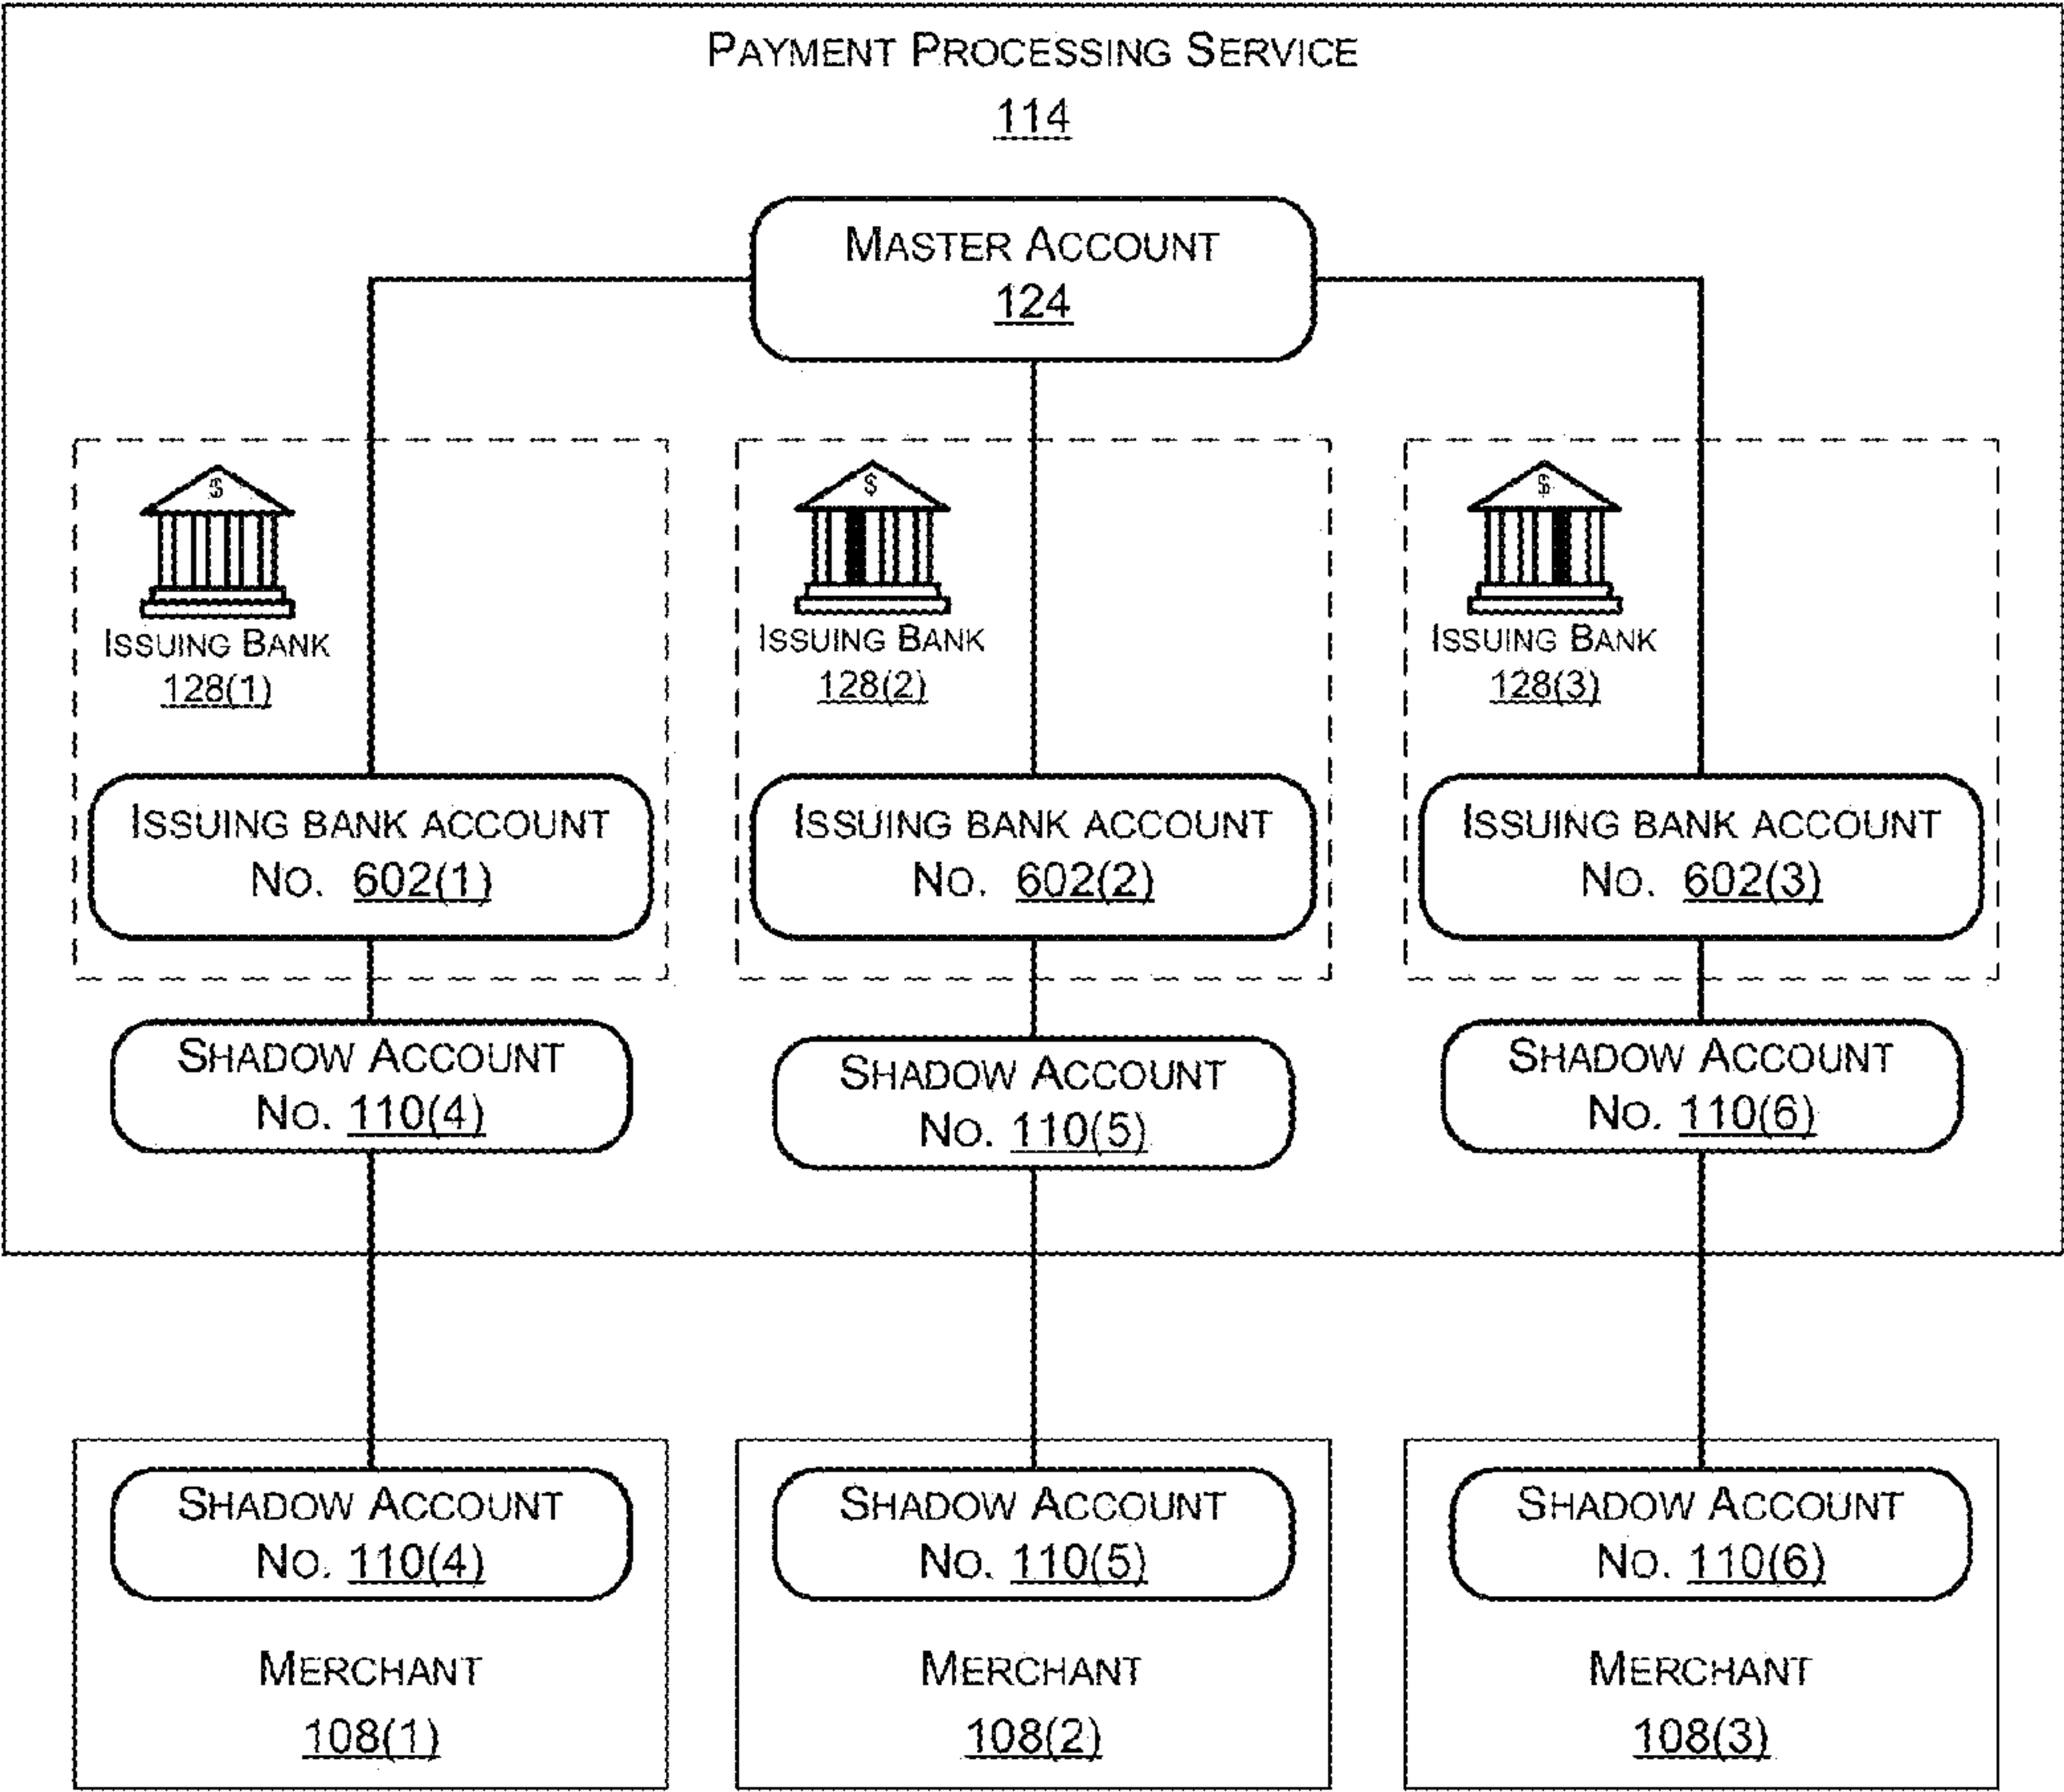 PAYMENT PROCESSING SERVICE
114
MASTER ACCOUNT
124
$
ISSUING BANK
128(1)
$
ISSUING BANK
128(2)
$
ISSUING BANK
128(3)
ISSUING BANK ACCOUNT
NO. 602(1)
ISSUING BANK ACCOUNT
NO. 602(2)
ISSUING BANK ACCOUNT
NO. 602(3)
SHADOW ACCOUNT
NO. 110(4)
SHADOW ACCOUNT
NO. 110(5)
SHADOW ACCOUNT
NO. 110(6)
SHADOW ACCOUNT
NO. 110(4)
MERCHANT
108(1)
SHADOW ACCOUNT
NO. 110(5)
MERCHANT
108(2)
SHADOW ACCOUNT
NO. 110(6)
MERCHANT
108(3)